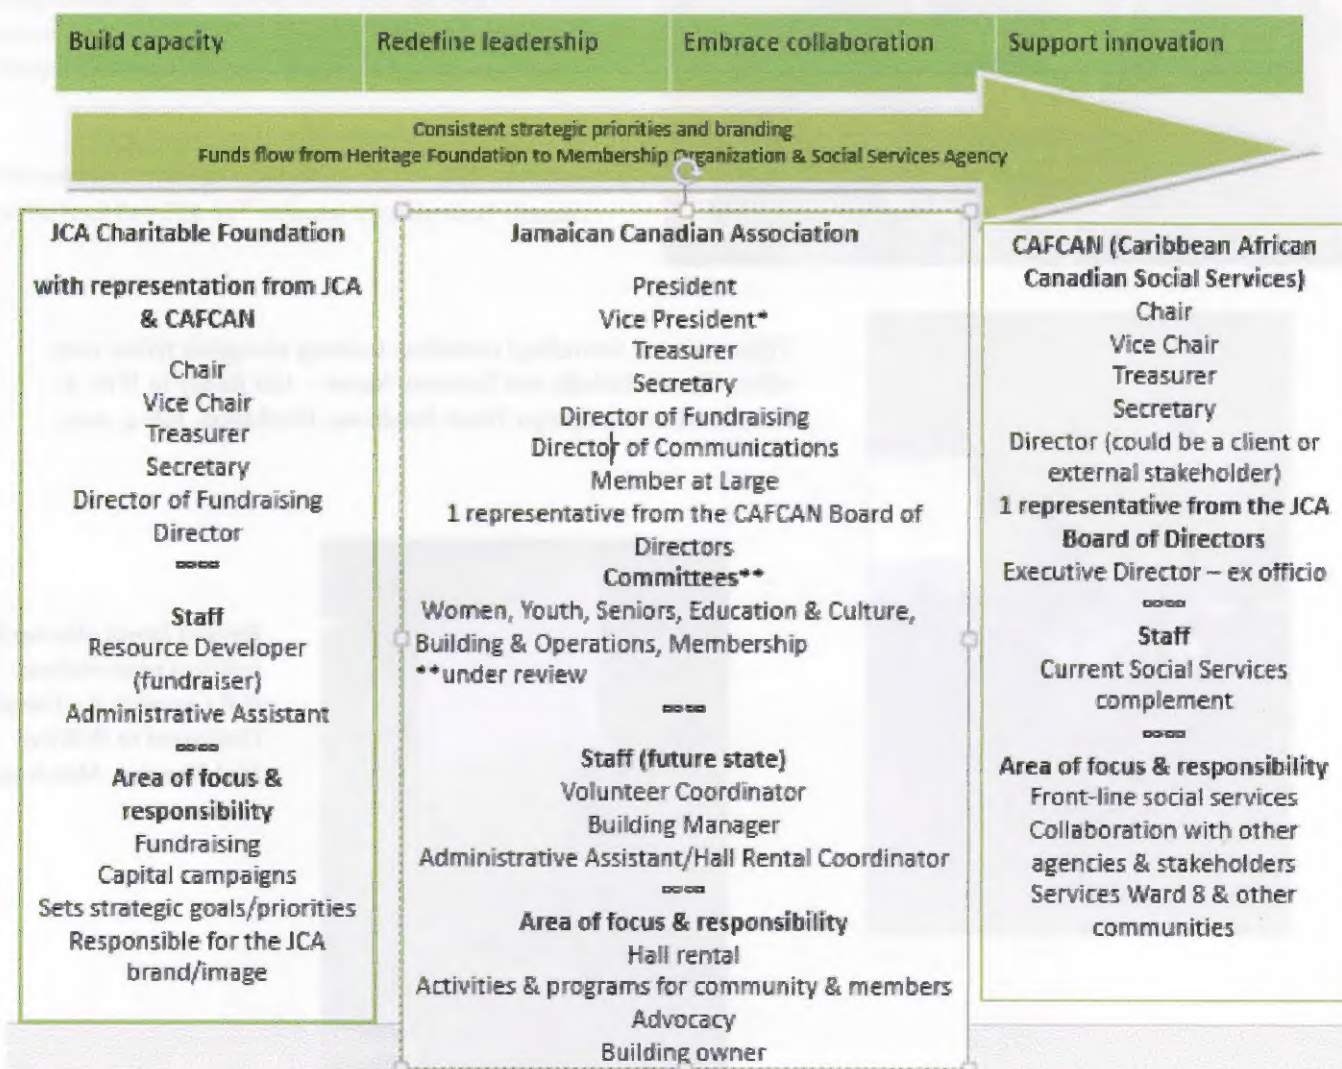 Build capacity
Redefine leadership
Embrace collaboration
Support innovation
Consistent strategic priorities and branding
Funds flow from Heritage Foundation to Membership Organization & Social Services Agency
JCA Charitable Foundation
with representation from JCA
& CAFCAN
Chair
Vice Chair
Treasurer
Secretary
Director of Fundraising
Director
====
Staff
Resource Developer
(fundraiser)
Administrative Assistant
====
Area of focus &
responsibility
Fundraising
Capital campaigns
Sets strategic goals/priorities
Responsible for the JCA
brand/image
Jamaican Canadian Association
President
Vice President*
Treasurer
Secretary
Director of Fundraising
Director of Communications
Member at Large
1 representative from the CAFCAN Board of
Directors
Committees**
Women, Youth, Seniors, Education & Culture,
Building & Operations, Membership
**under review
====
Staff (future state)
Volunteer Coordinator
Building Manager
Administrative Assistant/Hall Rental Coordinator
====
Area of focus & responsibility
Hall rental
Activities & programs for community & members
Advocacy
Building owner
CAFCAN (Caribbean African
Canadian Social Services)
Chair
Vice Chair
Treasurer
Secretary
Director (could be a client or
external stakeholder)
1 representative from the JCA
Board of Directors
Executive Director – ex officio
====
Staff
Current Social Services
complement
====
Area of focus & responsibility
Front-line social services
Collaboration with other
agencies & stakeholders
Services Ward 8 & other
communities